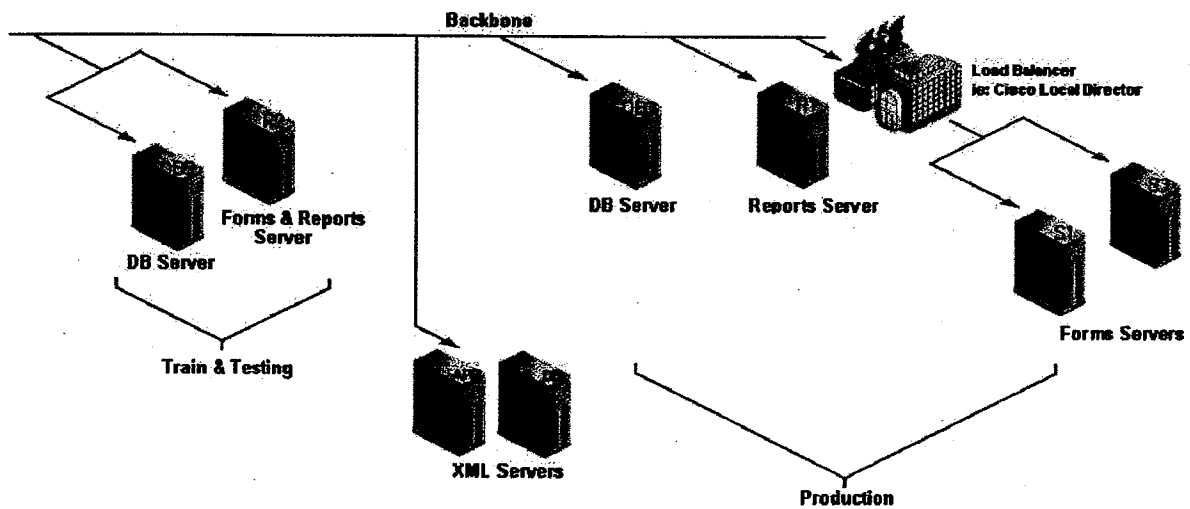 Backbone
Load Balancer
ie: Cisco Local Director
Forms & Reports
Server
DB Server
DB Server
Reports Server
Forms Servers
Train & Testing
XML Servers
Production